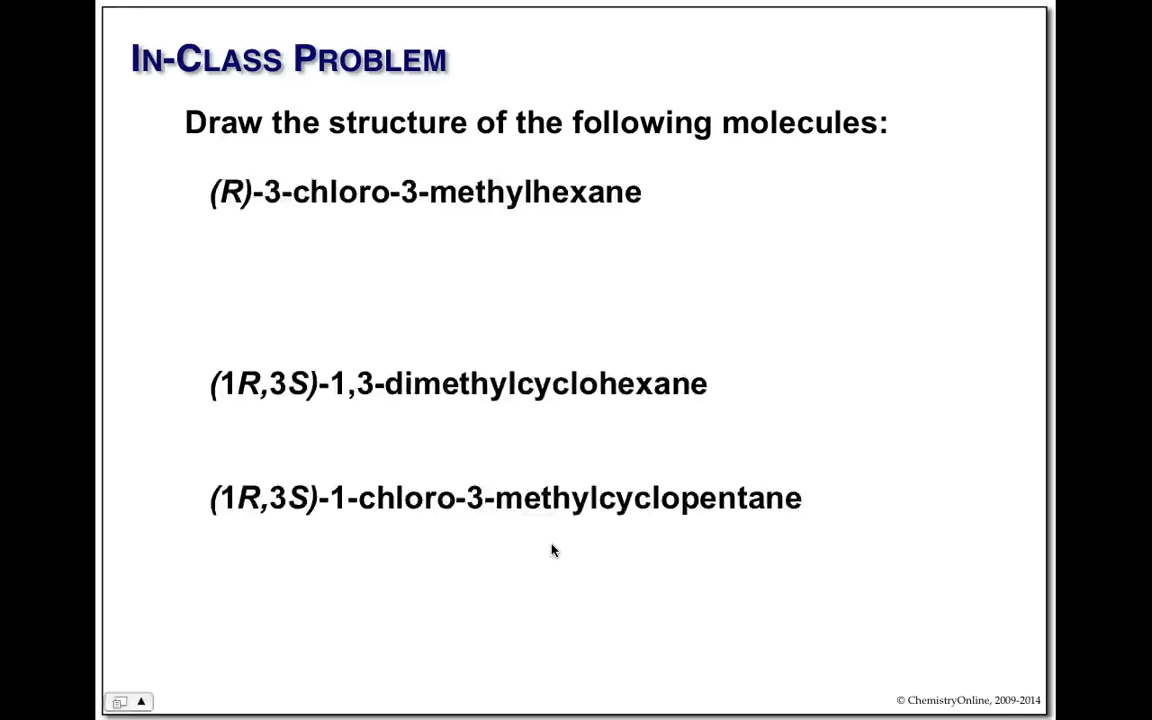 IN-CLASS PROBLEM
Draw the structure of the following molecules:
(R)-3-chloro-3-methylhexane
(1R,3S)-1,3-dimethylcyclohexane
(1R,3S)-1-chloro-3-methylcyclopentane
© ChemistryOnline, 2009-2014